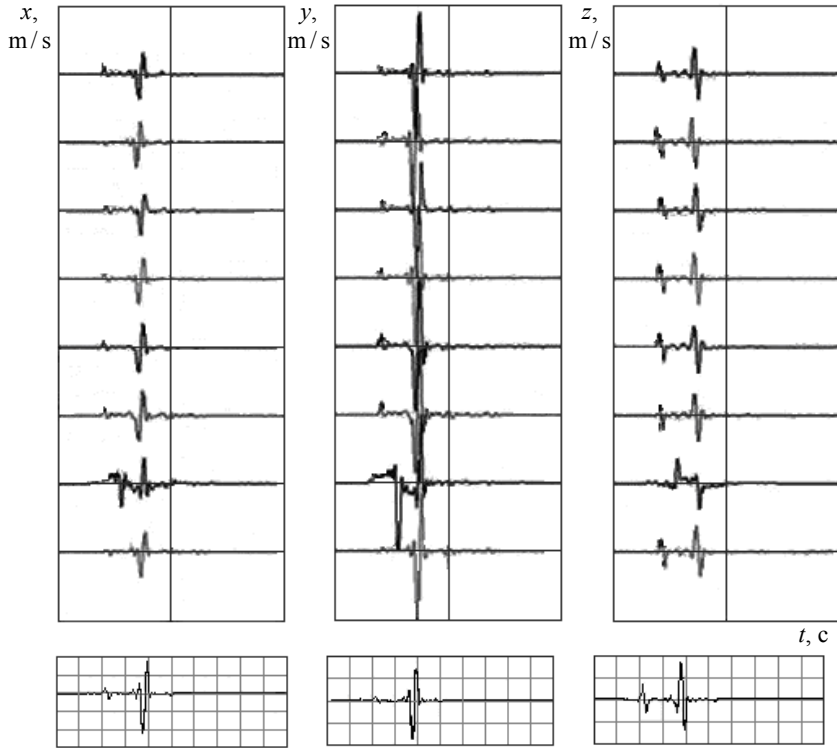 x,
m / s
y,
m / s
z,
m / s
t, c